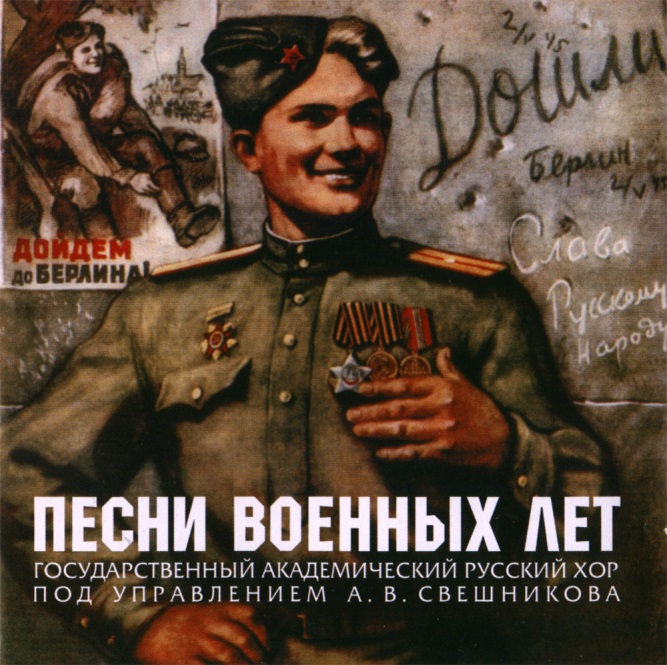 2/V 45
Дошли
Берлин
2/V
Слава
Русскому
Народу
ДОЙДЕМ
ДО БЕРЛИНА!
ПЕСНИ ВОЕННЫХ ЛЕТ
ГОСУДАРСТВЕННЫЙ АКАДЕМИЧЕСКИЙ РУССКИЙ ХОР
ПОД УПРАВЛЕНИЕМ А. В. СВЕШНИКОВА